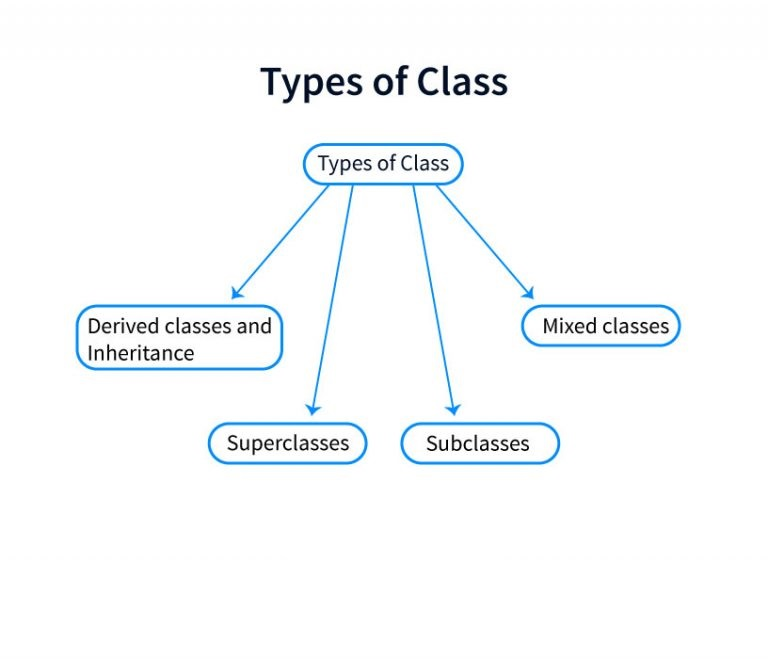 Types of Class
Types of Class
Derived classes and
Inheritance
Mixed classes
Superclasses
Subclasses